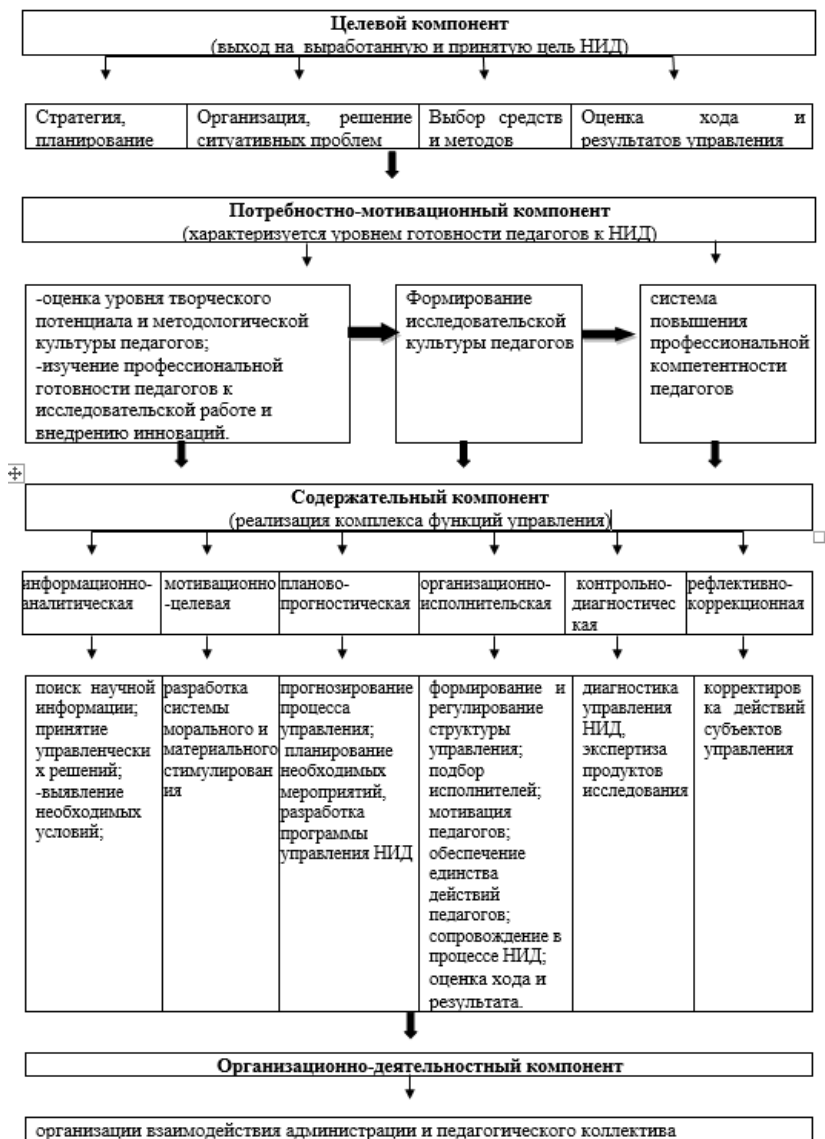 Целевой компонент
(выход на выработанную и принятую цель НИД)
Стратегия,
планирование
Организация, решение
ситуативных проблем
Выбор средств
и методов
Оценка хода и
результатов управления
Потребностно-мотивационный компонент
(характеризуется уровнем готовности педагогов к НИД)
-оценка уровня творческого
потенциала и методологической
культуры педагогов;
-изучение профессиональной
готовности педагогов к
исследовательской работе и
внедрению инноваций.
Формирование
исследовательской
культуры педагогов
система
повышения
профессиональной
компетентности
педагогов
Содержательный компонент
(реализация комплекса функций управления)
информационно-
аналитическая
мотивационно
-целевая
планово-
прогностическая
организационно-
исполнительская
контрольно-
диагностичес
кая
рефлективно-
коррекционная
поиск научной
информации;
принятие
управленчески
х решений;
-выявление
необходимых
условий;
разработка
системы
морального и
материального
стимулирован
ия
прогнозирование
процесса
управления;
планирование
необходимых
мероприятий,
разработка
программы
управления НИД
формирование и
регулирование
структуры
управления;
подбор
исполнителей;
мотивация
педагогов;
обеспечение
единства
действий
педагогов;
сопровождение в
процессе НИД;
оценка хода и
результата.
диагностика
управления
НИД,
экспертиза
продуктов
исследования
корректиров
ка действий
субъектов
управления
Организационно-деятельностный компонент
организации взаимодействия администрации и педагогического коллектива